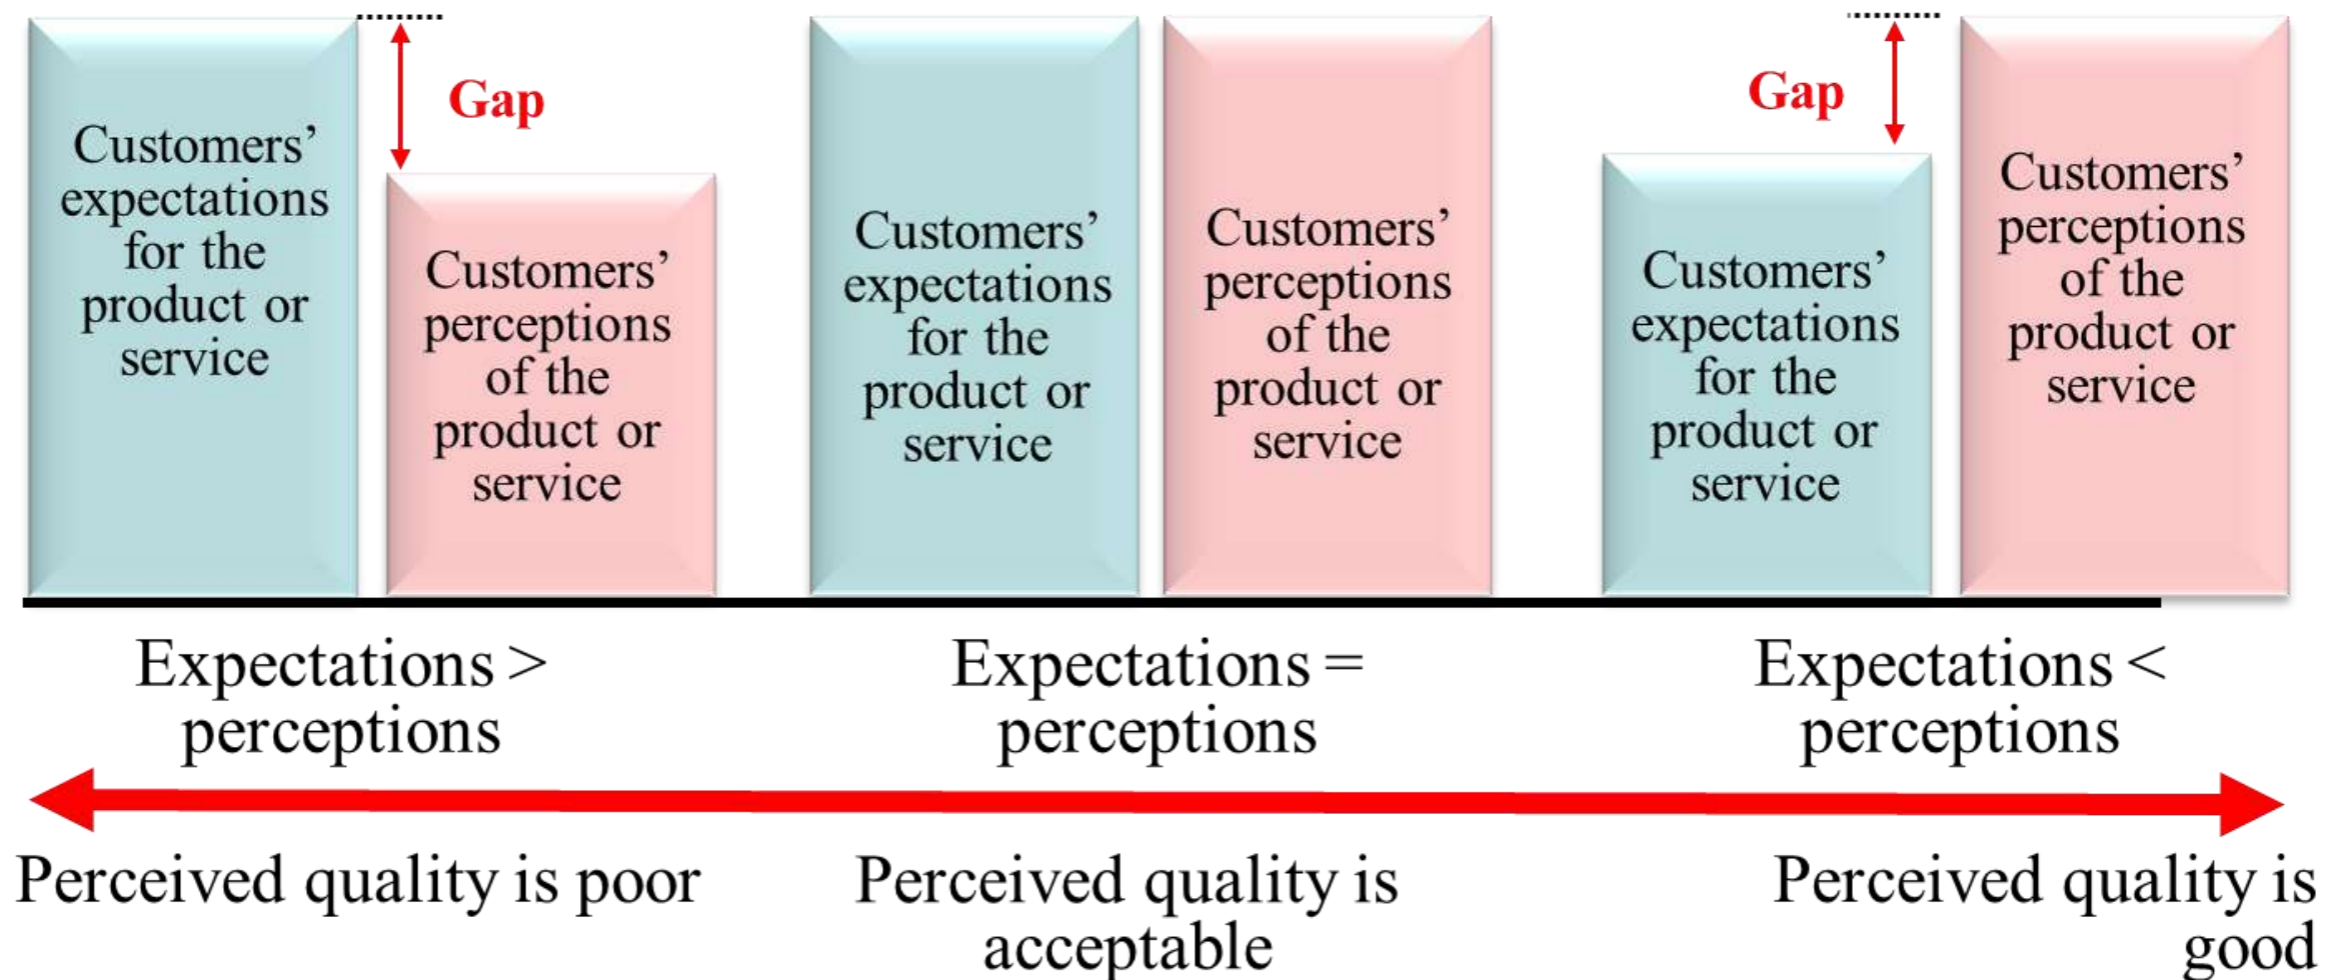 Customers’
expectations
for the
product or
service
Gap
Customers’
perceptions
of the
product or
service
Customers’
expectations
for the
product or
service
Customers’
perceptions
of the
product or
service
Gap
Customers’
expectations
for the
product or
service
Customers’
perceptions
of the
product or
service
Expectations >
perceptions
Expectations =
perceptions
Expectations <
perceptions
Perceived quality is poor
Perceived quality is
acceptable
Perceived quality is
good